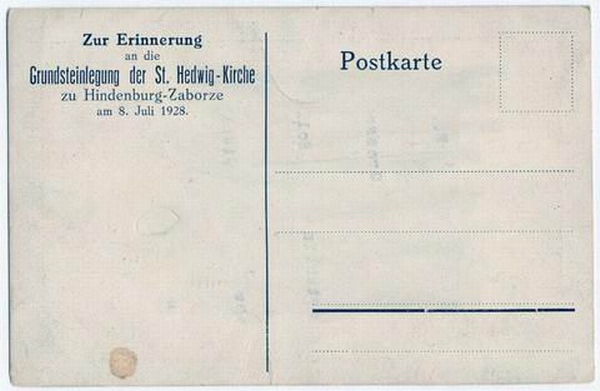 Zur Erinnerung
an die
Grundsteinlegung der St. Hedwig-Kirche
zu Hindenburg-Zaborze
am 8. Juli 1928.
Postkarte